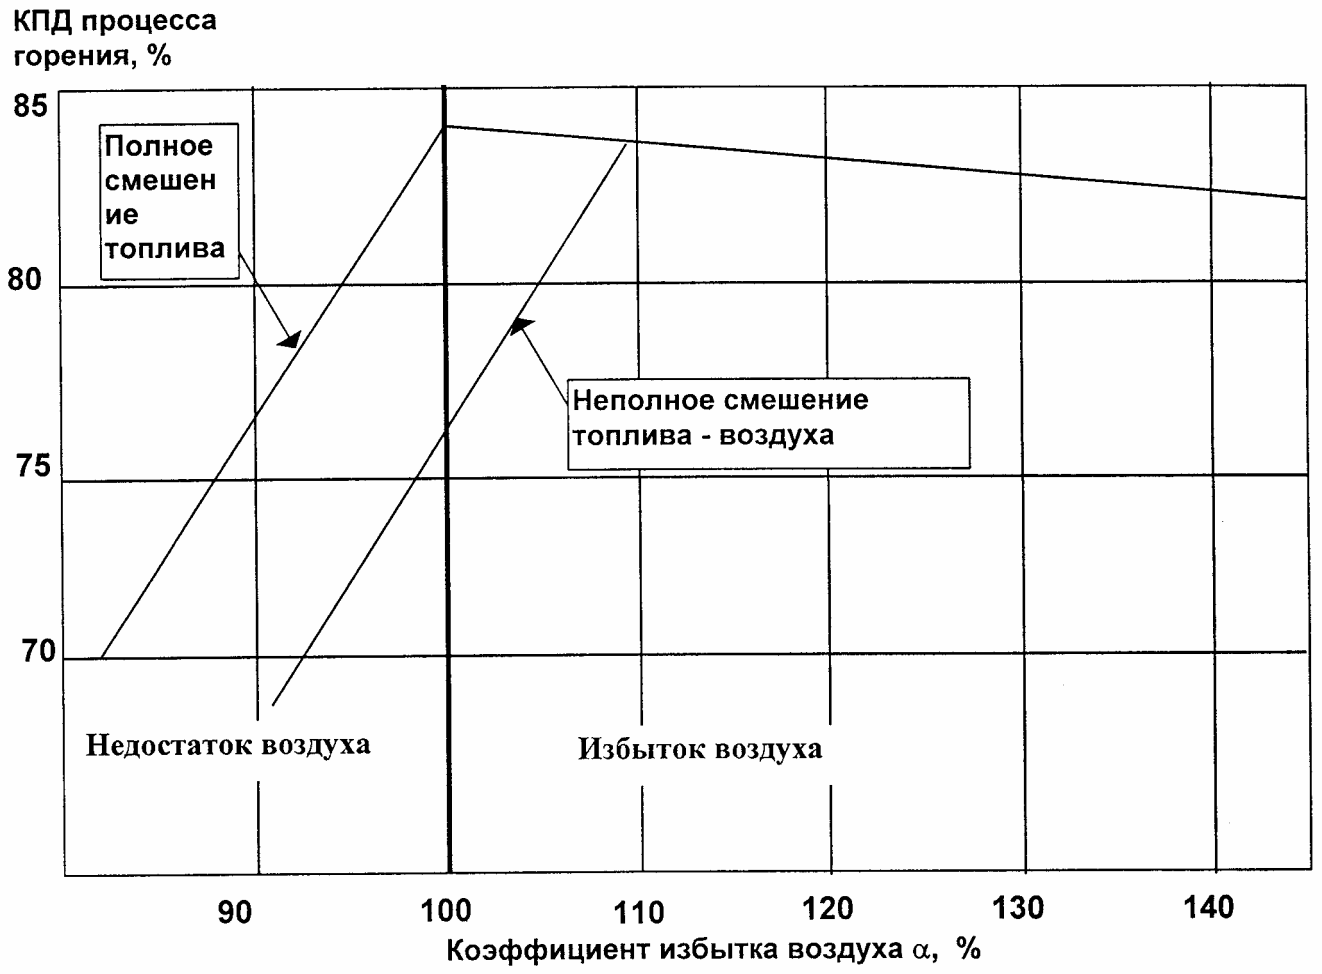 КПД процесса
горения, %
85
Полное
смешен
ие
топлива
80
Неполное смешение
топлива - воздуха
75
70
Недостаток воздуха
Избыток воздуха
90 100 110 120 130 140
Коэффициент избытка воздуха α, %